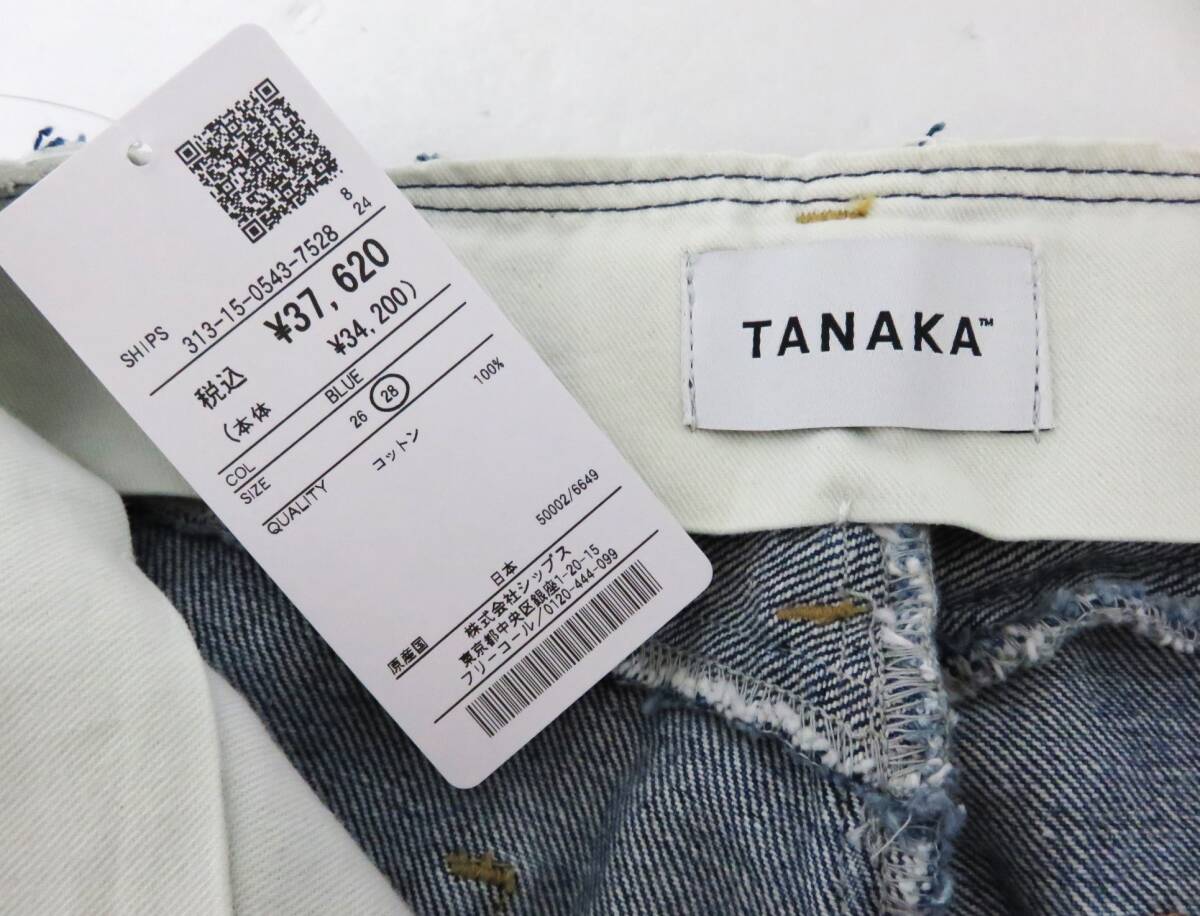 SHIPS 313-15-0543-7528 8
24
税込 ¥37,620
(本体 ¥34,200)
COL BLUE
SIZE 26 28
QUALITY コットン 100%
50002/6649
原産国 日本
株式会社シップス
東京都中央区銀座1-20-15
フリーコール/0120-444-099
TANAKA™